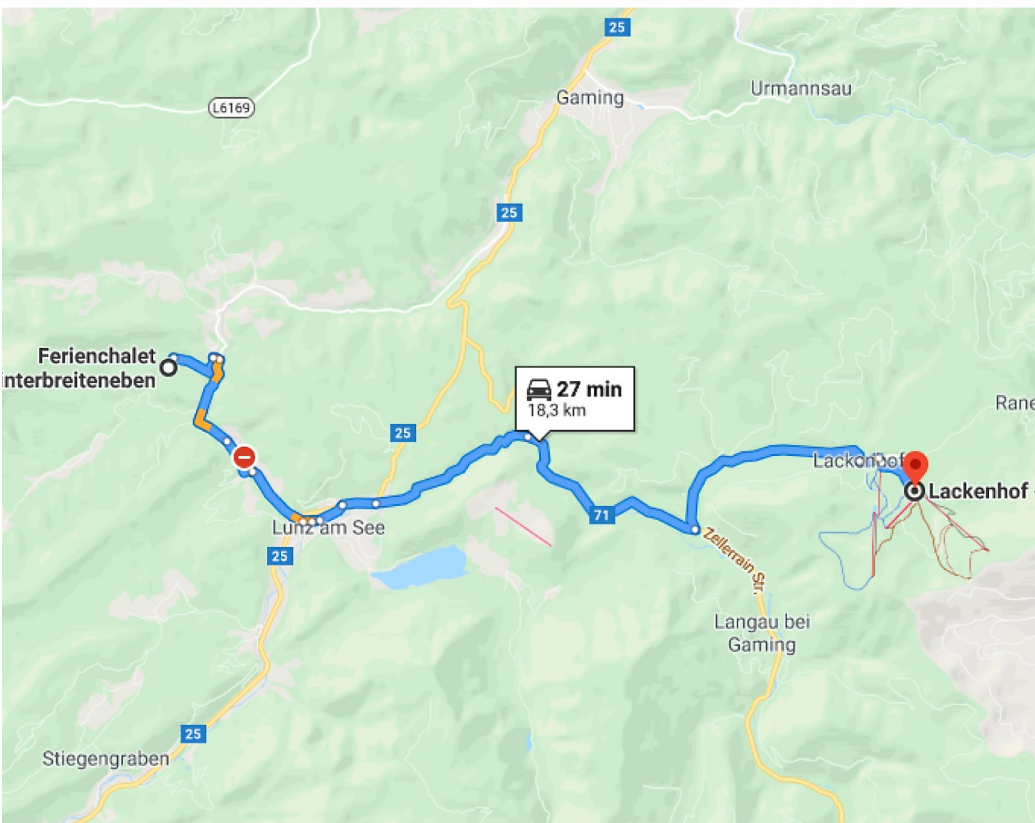 25
Urmannsau
Gaming
L6169
25
Ferienchalet
interbreiteneben
27 min
18,3 km
Rane
25
Lackenhof
Lackenhof
71
Lunz am See
Zellerrain Str.
25
Langau bei
Gaming
25
Stiegengraben